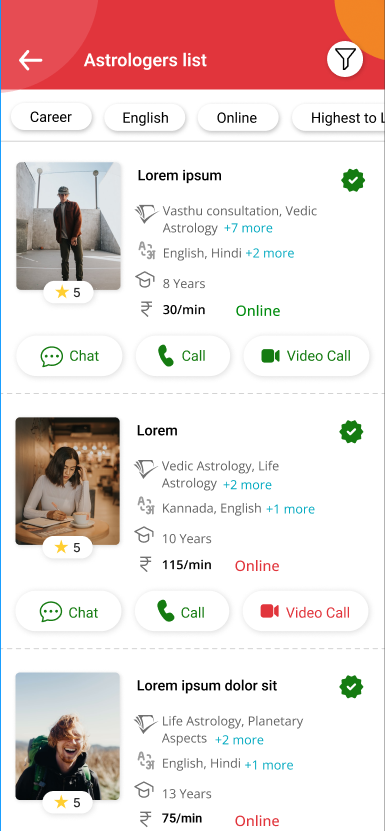 Astrologers list
Career English Online Highest to L
Lorem ipsum
Vasthu consultation, Vedic
Astrology +7 more
English, Hindi +2 more
8 Years
₹ 30/min Online
5
Chat Call Video Call
Lorem
Vedic Astrology, Life
Astrology +2 more
Kannada, English +1 more
10 Years
₹ 115/min Online
5
Chat Call Video Call
Lorem ipsum dolor sit
Life Astrology, Planetary
Aspects +2 more
English, Hindi +1 more
13 Years
5
₹ 75/min Online